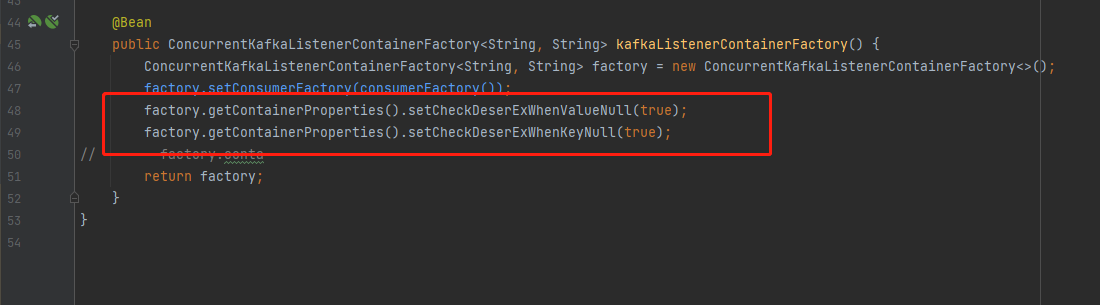 43
44 @Bean
45 public ConcurrentKafkaListenerContainerFactory<String, String> kafkaListenerContainerFactory() {
46 ConcurrentKafkaListenerContainerFactory<String, String> factory = new ConcurrentKafkaListenerContainerFactory<>();
47 factory.setConsumerFactory(consumerFactory());
48 factory.getContainerProperties().setCheckDeserExWhenValueNull(true);
49 factory.getContainerProperties().setCheckDeserExWhenKeyNull(true);
50 // factory.conta
51 return factory;
52 }
53 }
54